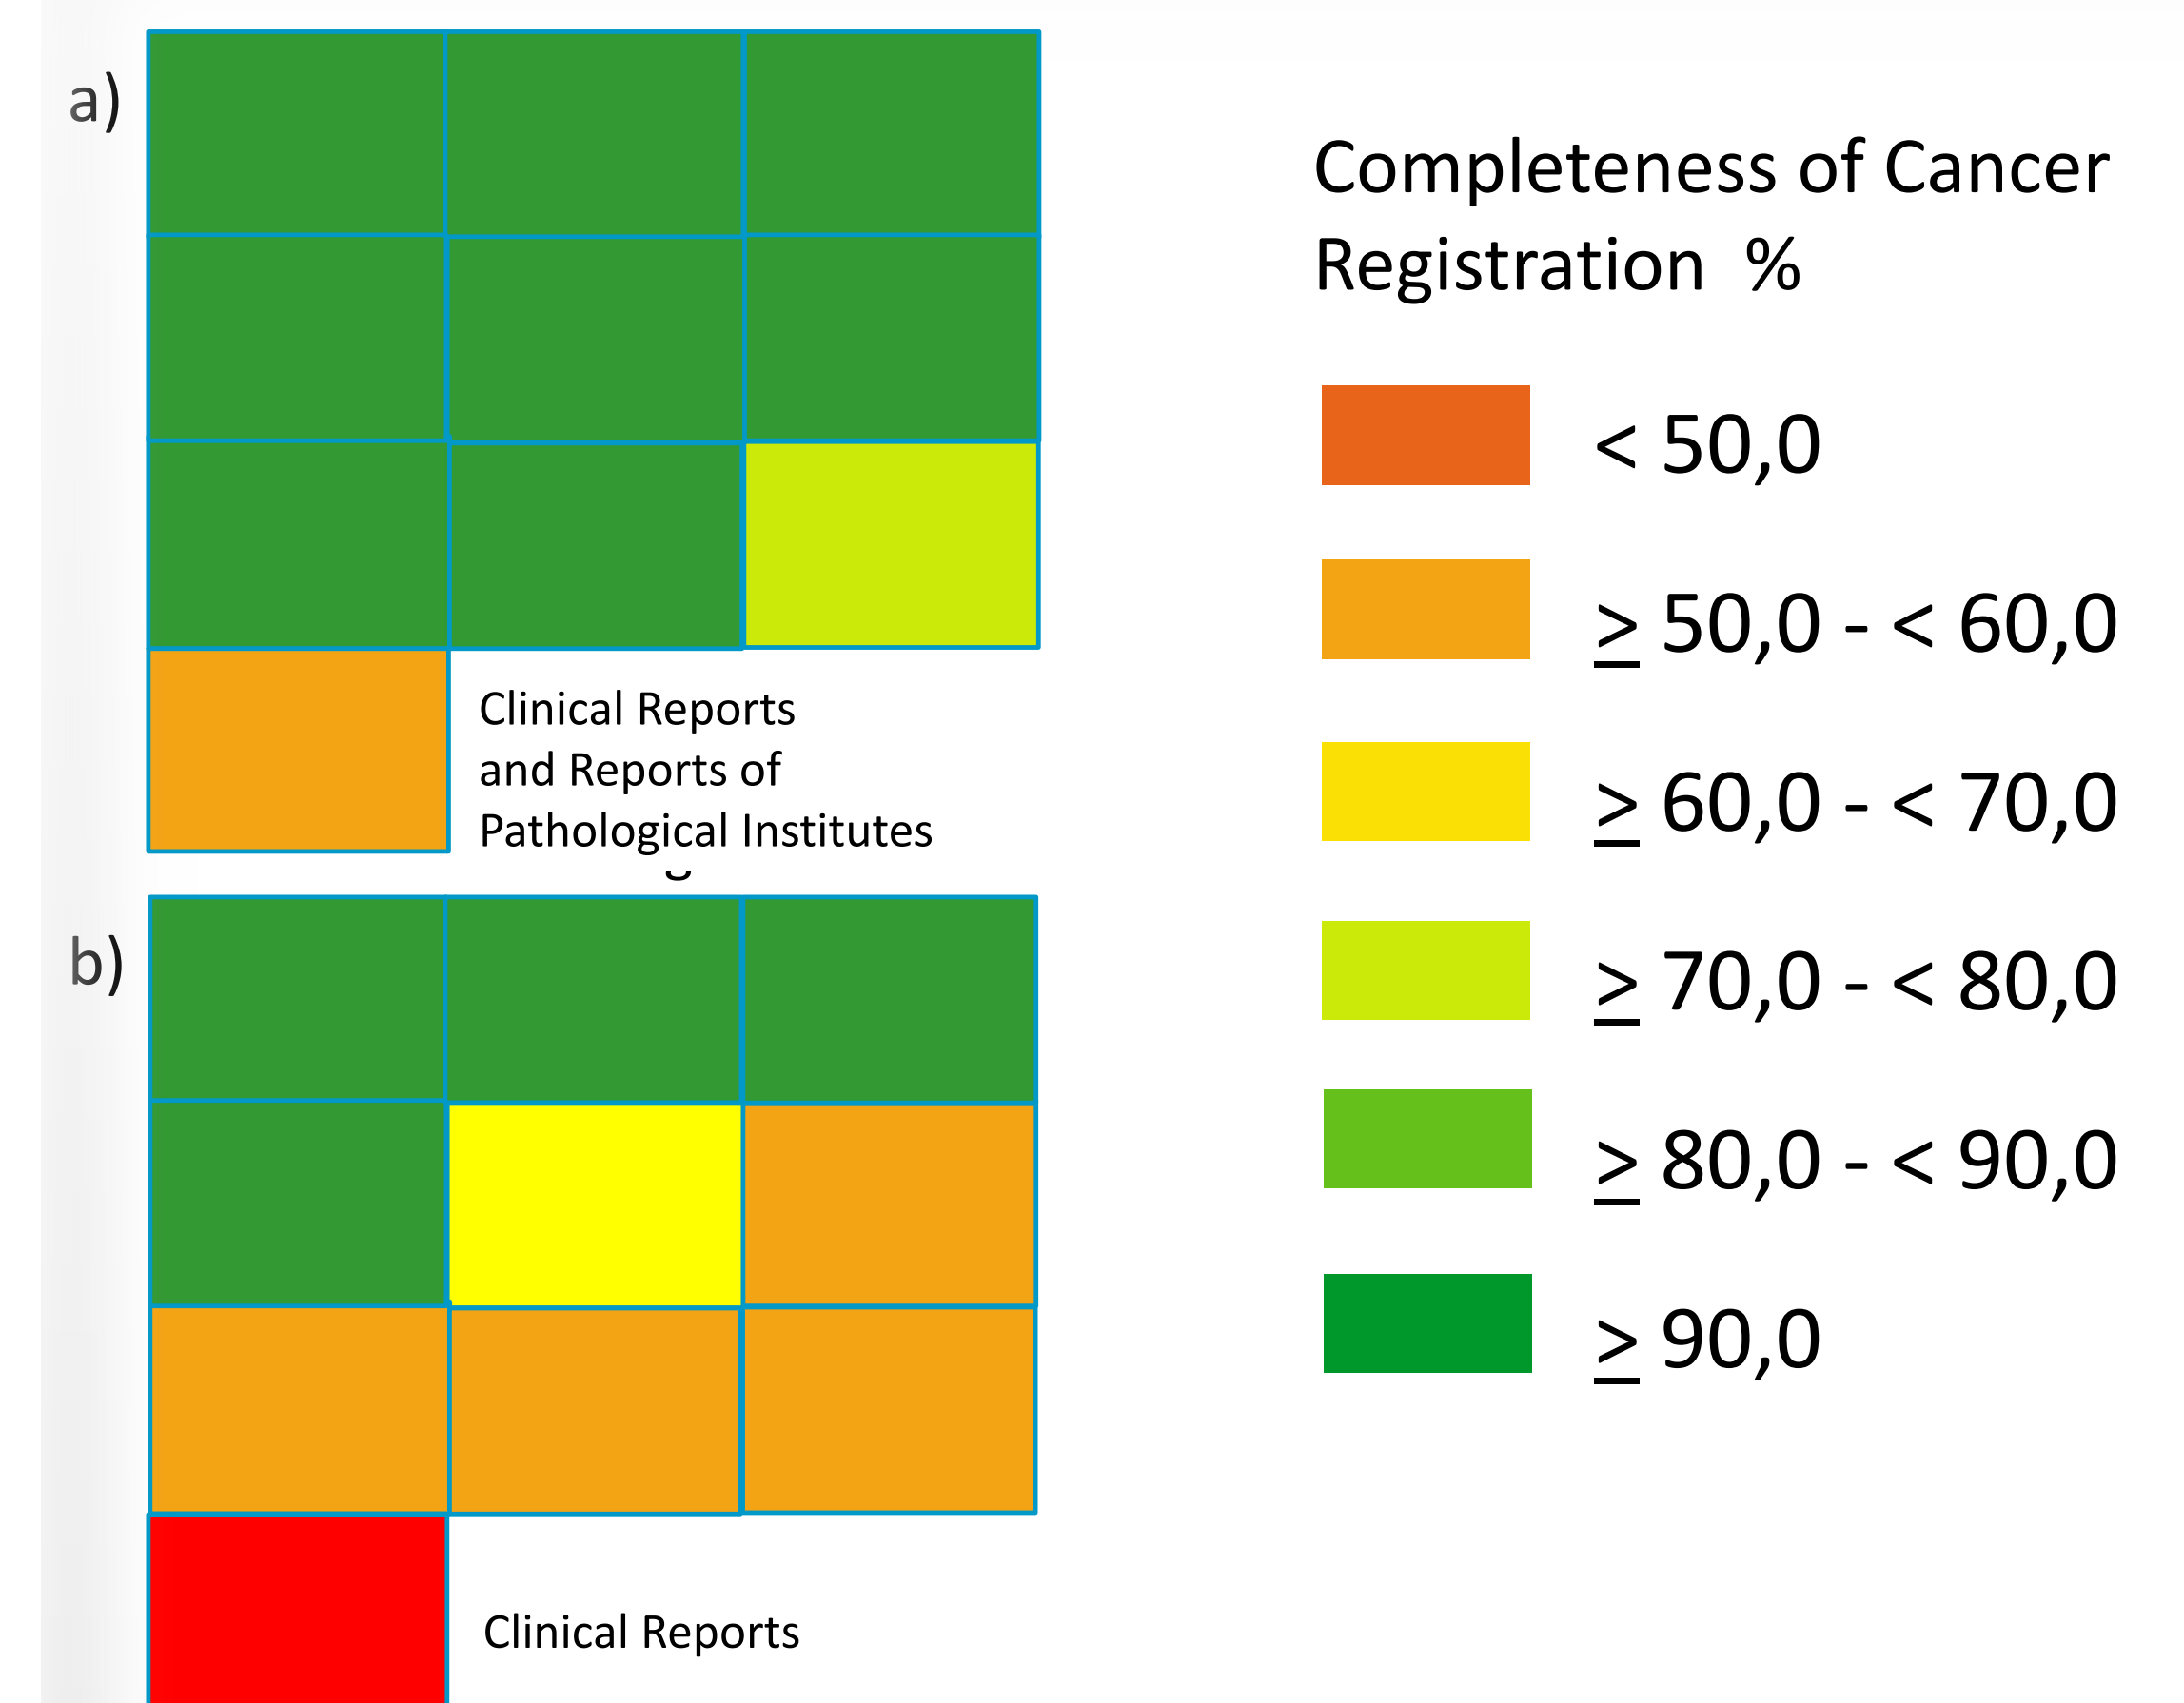 a)
Clinical Reports
and Reports of
Pathological Institutes
b)
Clinical Reports
Completeness of Cancer
Registration %
< 50,0
≥ 50,0 - < 60,0
≥ 60,0 - < 70,0
≥ 70,0 - < 80,0
≥ 80,0 - < 90,0
≥ 90,0